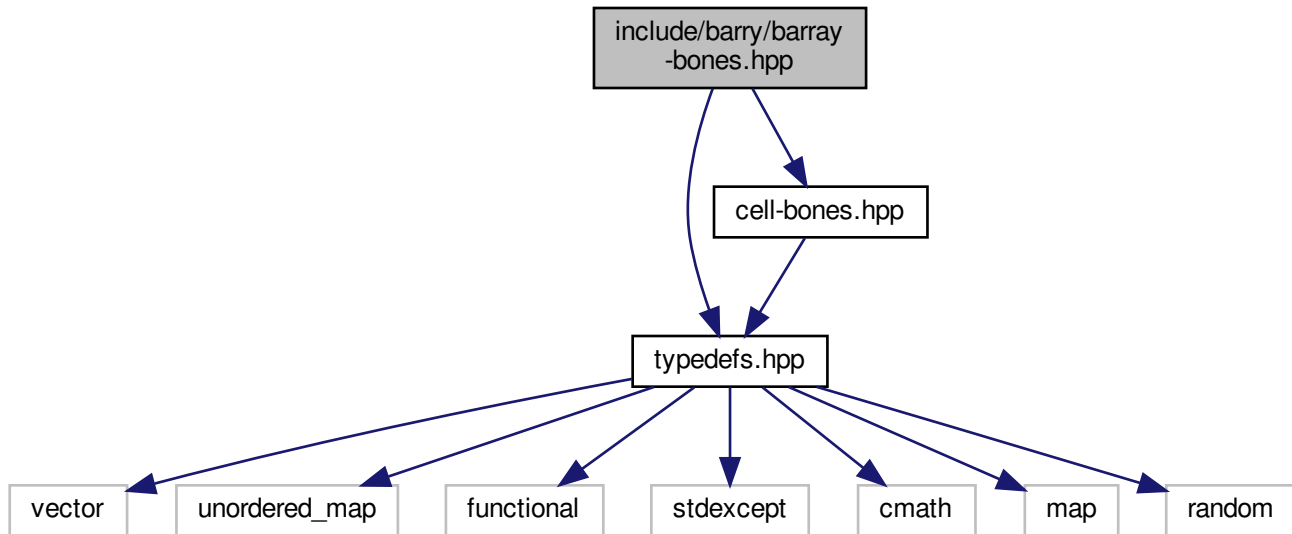 include/barry/barray
-bones.hpp
cell-bones.hpp
typedefs.hpp
vector
unordered_map
functional
stdexcept
cmath
map
random